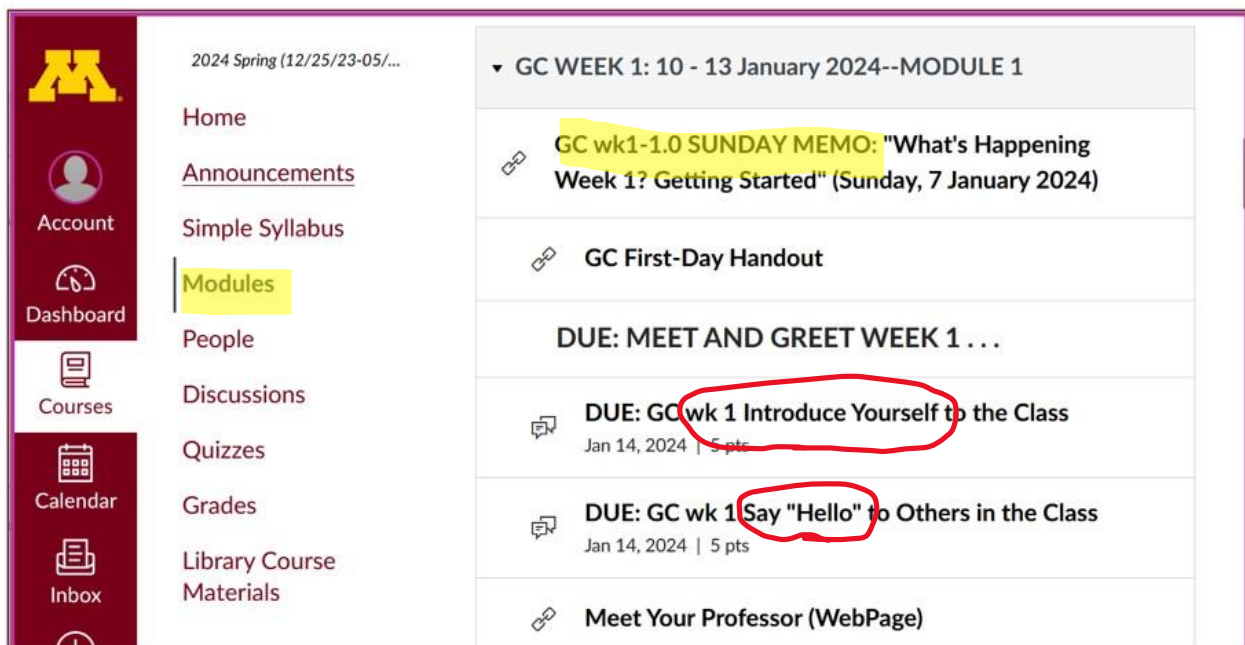 M
Account
Dashboard
Courses
Calendar
Inbox
2024 Spring (12/25/23-05/...
Home
Announcements
Simple Syllabus
Modules
People
Discussions
Quizzes
Grades
Library Course
Materials
GC WEEK 1: 10 - 13 January 2024--MODULE 1
GC wk1-1.0 SUNDAY MEMO: "What's Happening
Week 1? Getting Started" (Sunday, 7 January 2024)
GC First-Day Handout
DUE: MEET AND GREET WEEK 1 . . .
DUE: GC wk 1 Introduce Yourself to the Class
Jan 14, 2024 | 5 pts
DUE: GC wk 1 Say "Hello" to Others in the Class
Jan 14, 2024 | 5 pts
Meet Your Professor (WebPage)